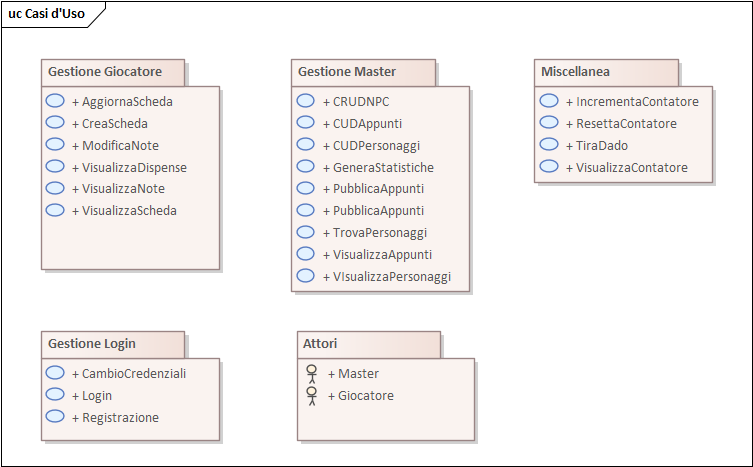 uc Casi d'Uso
Gestione Giocatore
+ AggiornaScheda
+ CreaScheda
+ ModificaNote
+ VisualizzaDispense
+ VisualizzaNote
+ VisualizzaScheda
Gestione Master
+ CRUDNPC
+ CUDAppunti
+ CUDPersonaggi
+ GeneraStatistiche
+ PubblicaAppunti
+ PubblicaAppunti
+ TrovaPersonaggi
+ VisualizzaAppunti
+ VIsualizzaPersonaggi
Miscellanea
+ IncrementaContatore
+ ResettaContatore
+ TiraDado
+ VisualizzaContatore
Gestione Login
+ CambioCredenziali
+ Login
+ Registrazione
Attori
+ Master
+ Giocatore